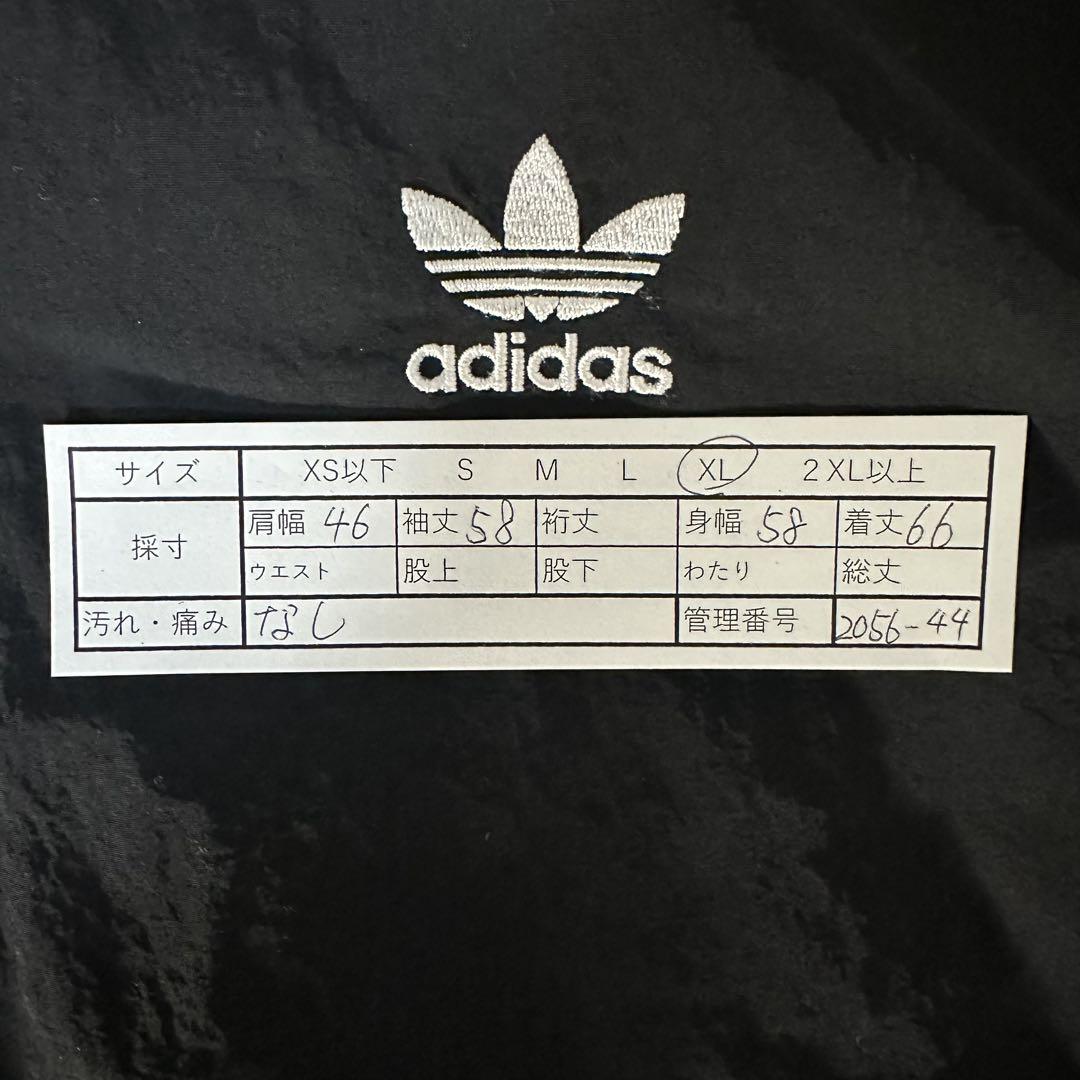 adidas
サイズ XS以下 S M L XL 2XL以上
採寸 肩幅 46 袖丈 58 裄丈 身幅 58 着丈 66
ウエスト 股上 股下 わたり 総丈
汚れ・痛み なし 管理番号 2056-44